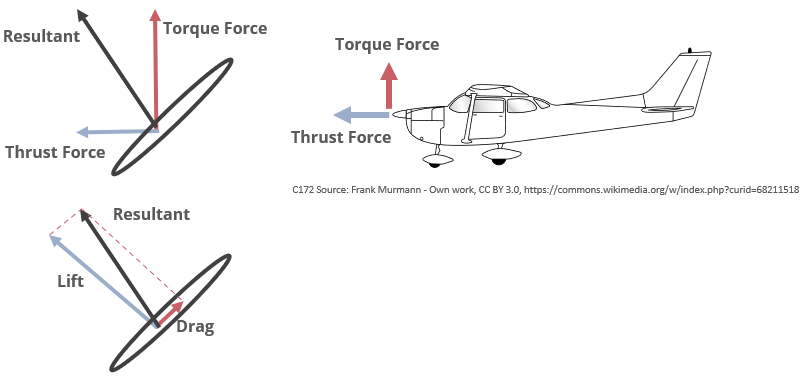 Resultant
Torque Force
Thrust Force
Torque Force
Thrust Force
C172 Source: Frank Murmann - Own work, CC BY 3.0, https://commons.wikimedia.org/w/index.php?curid=68211518
Resultant
Lift
Drag